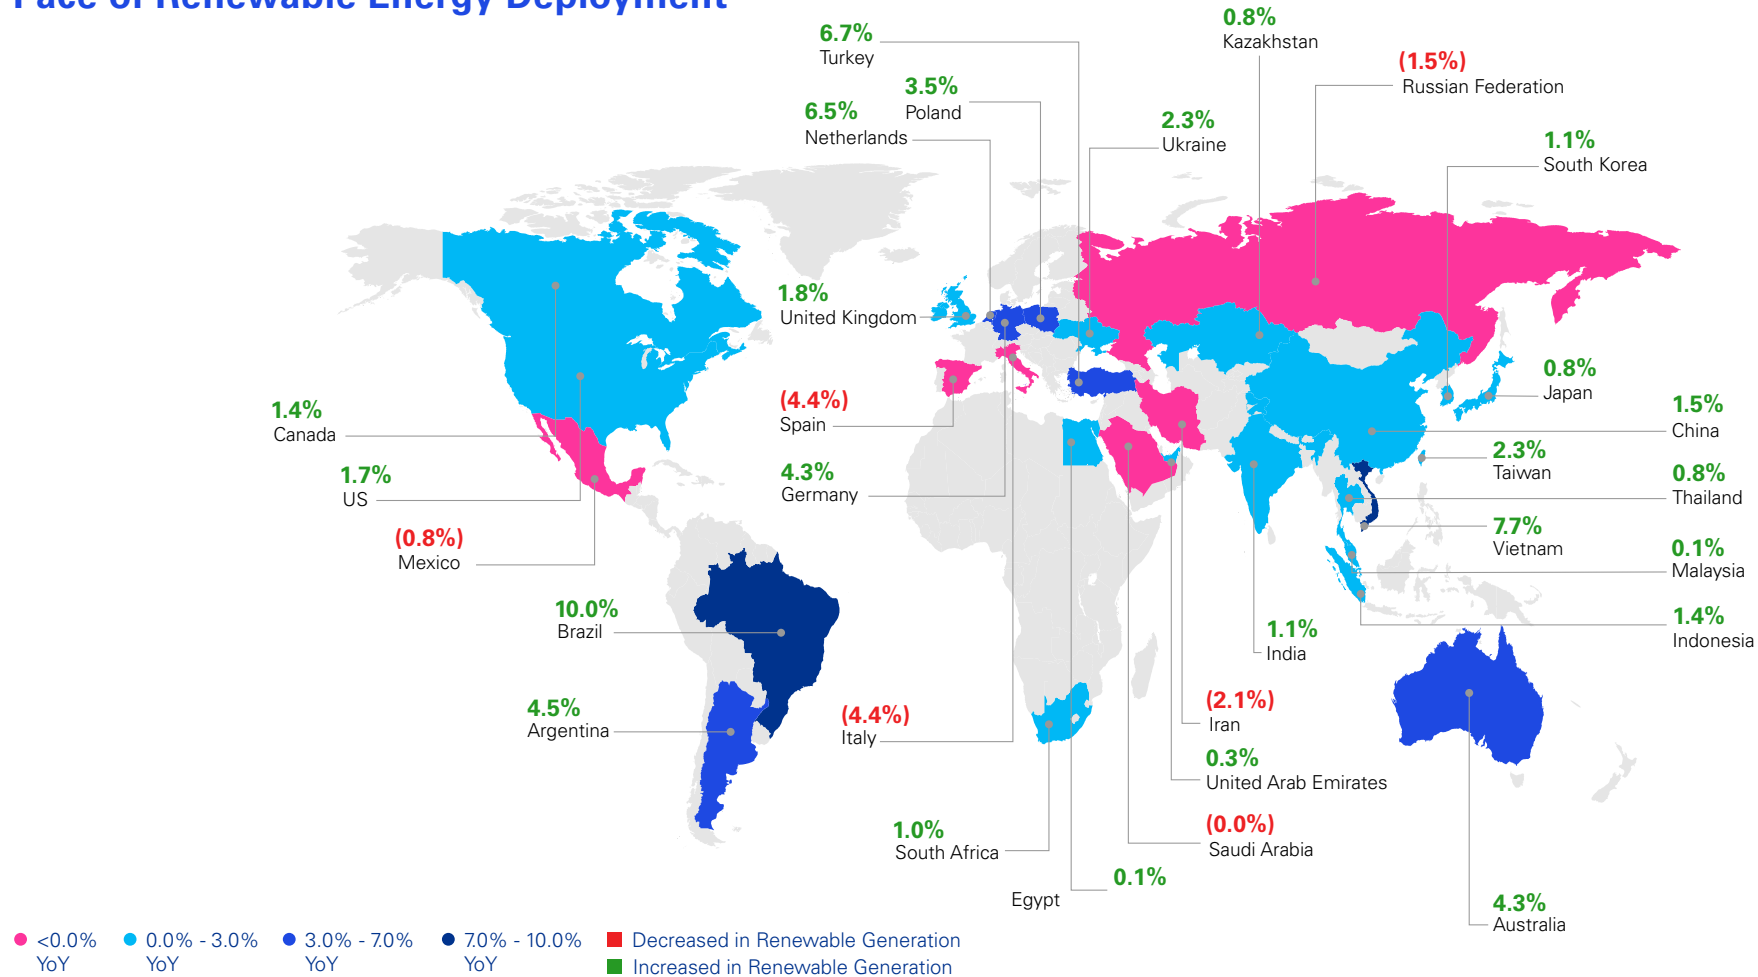 Pace of Renewable Energy Deployment
0.8%
Kazakhstan
6.7%
Turkey
(1.5%)
Russian Federation
3.5%
Poland
6.5%
Netherlands
2.3%
Ukraine
1.1%
South Korea
1.8%
United Kingdom
0.8%
Japan
(4.4%)
Spain
1.4%
Canada
1.5%
China
2.3%
Taiwan
4.3%
Germany
1.7%
US
0.8%
Thailand
7.7%
Vietnam
(0.8%)
Mexico
0.1%
Malaysia
10.0%
Brazil
1.4%
Indonesia
1.1%
India
4.5%
Argentina
(4.4%)
Italy
(2.1%)
Iran
0.3%
United Arab Emirates
1.0%
South Africa
(0.0%)
Saudi Arabia
0.1%
Egypt
4.3%
Australia
<0.0%
YoY
0.0% - 3.0%
YoY
3.0% - 7.0%
YoY
7.0% - 10.0%
YoY
Decreased in Renewable Generation
Increased in Renewable Generation